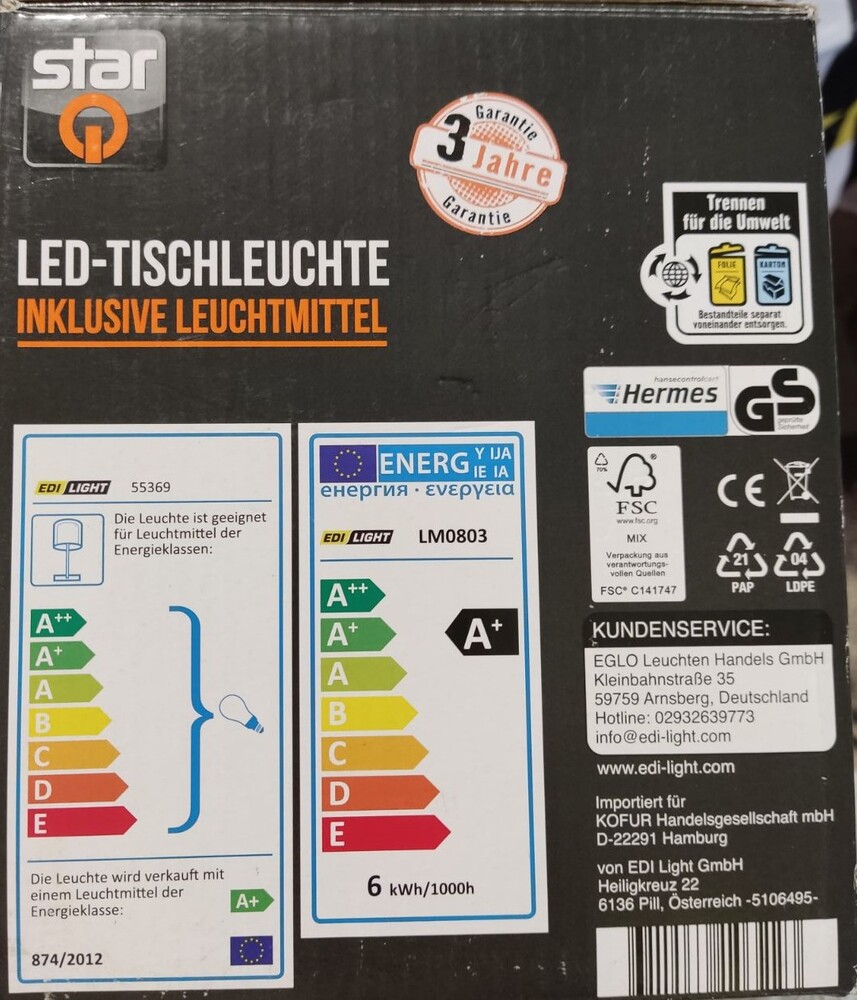 star
Garantie
3 Jahre
Garantie
LED-TISCHLEUCHTE
INKLUSIVE LEUCHTMITTEL
Trennen
für die Umwelt
FOLIE
KARTON
Bestandteile separat
voneinander entsorgen.
hansecontrolcert
Hermes
GS
geprüfte
Sicherheit
EDI LIGHT 55369
Die Leuchte ist geeignet
für Leuchtmittel der
Energieklassen:
A++
A+
A
B
C
D
E
Die Leuchte wird verkauft mit
einem Leuchtmittel der
Energieklasse:
A+
874/2012
ENERG Y IJA
IE IA
енергия · ενεργεια
EDI LIGHT LM0803
A++
A+
A
B
C
D
E
A+
6 kWh/1000h
70%
FSC®
www.fsc.org
MIX
Verpackung aus
verantwortungs-
vollen Quellen
FSC® C141747
CE
21
PAP
04
LDPE
KUNDENSERVICE:
EGLO Leuchten Handels GmbH
Kleinbahnstraße 35
59759 Arnsberg, Deutschland
Hotline: 02932639773
info@edi-light.com
www.edi-light.com
Importiert für
KOFUR Handelsgesellschaft mbH
D-22291 Hamburg
von EDI Light GmbH
Heiligkreuz 22
6136 Pill, Österreich -5106495-